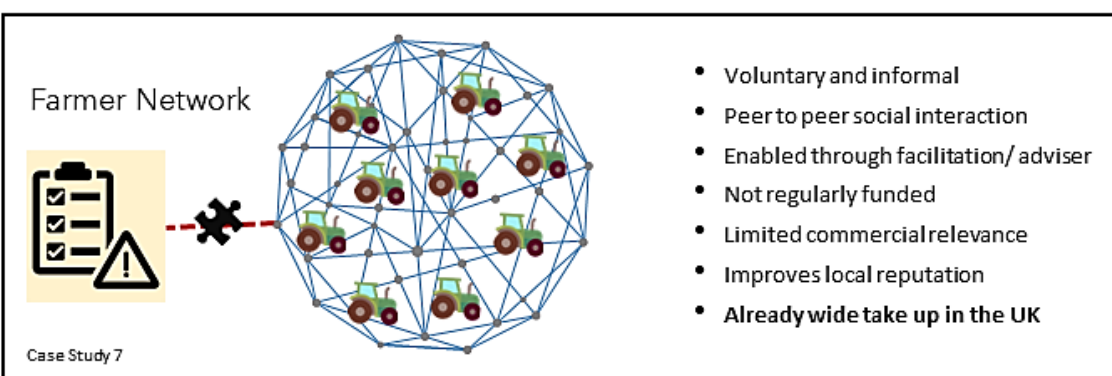 Farmer Network
• Voluntary and informal
• Peer to peer social interaction
• Enabled through facilitation/ adviser
• Not regularly funded
• Limited commercial relevance
• Improves local reputation
• Already wide take up in the UK
Case Study 7